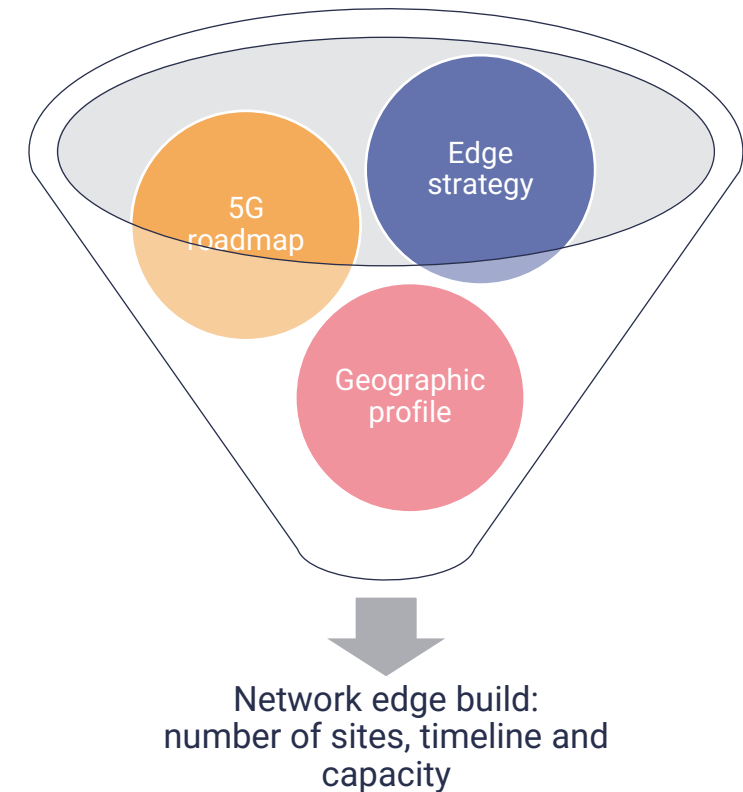 Edge
strategy
5G
roadmap
Geographic
profile
Network edge build:
number of sites, timeline and
capacity